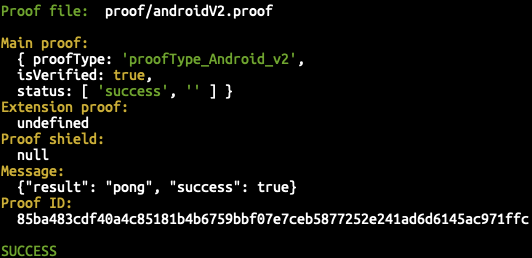 Proof file:  proof/androidV2.proof
Main proof:
{ proofType: 'proofType_Android_v2',
isVerified: true,
status: [ 'success', '' ] }
Extension proof:
undefined
Proof shield:
null
Message:
{"result": "pong", "success": true}
Proof ID:
85ba483cdf40a4c85181b4b6759bbf07e7ceb5877252e241ad6d6145ac971ffc
SUCCESS